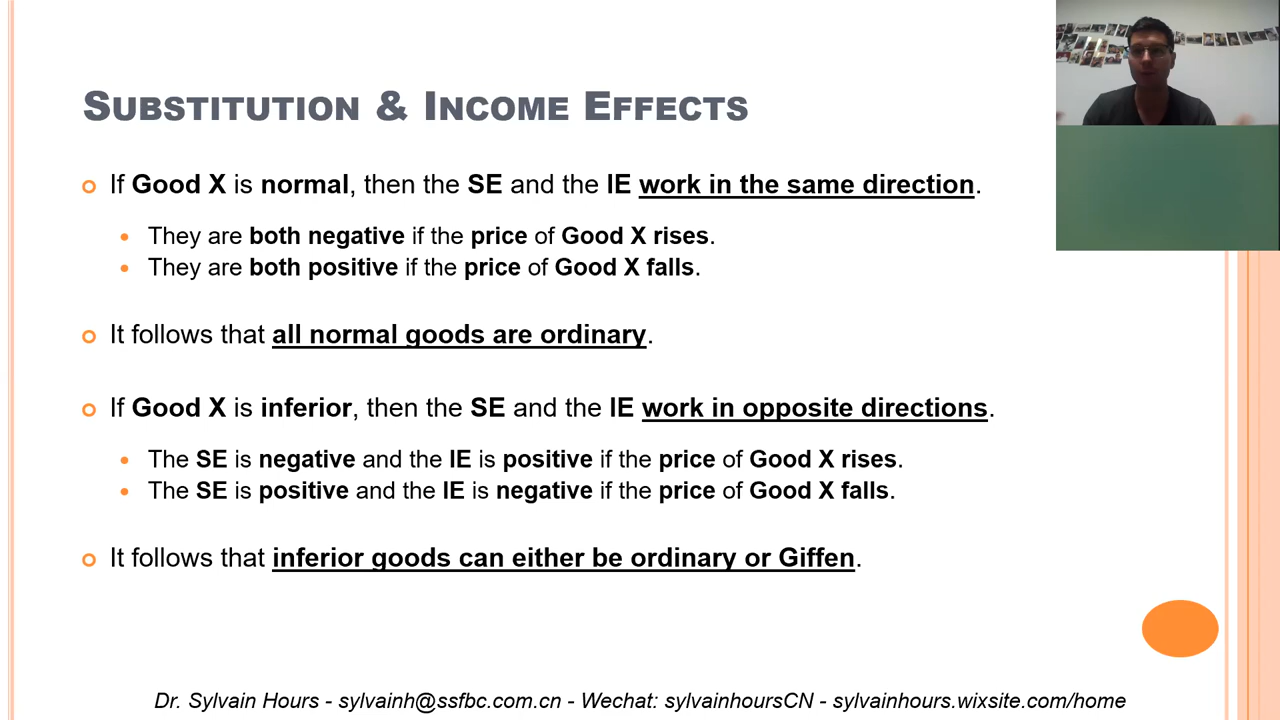 SUBSTITUTION & INCOME EFFECTS
If Good X is normal, then the SE and the IE work in the same direction.
They are both negative if the price of Good X rises.
They are both positive if the price of Good X falls.
It follows that all normal goods are ordinary.
If Good X is inferior, then the SE and the IE work in opposite directions.
The SE is negative and the IE is positive if the price of Good X rises.
The SE is positive and the IE is negative if the price of Good X falls.
It follows that inferior goods can either be ordinary or Giffen.
Dr. Sylvain Hours - sylvainh@ssfbc.com.cn - Wechat: sylvainhoursCN - sylvainhours.wixsite.com/home